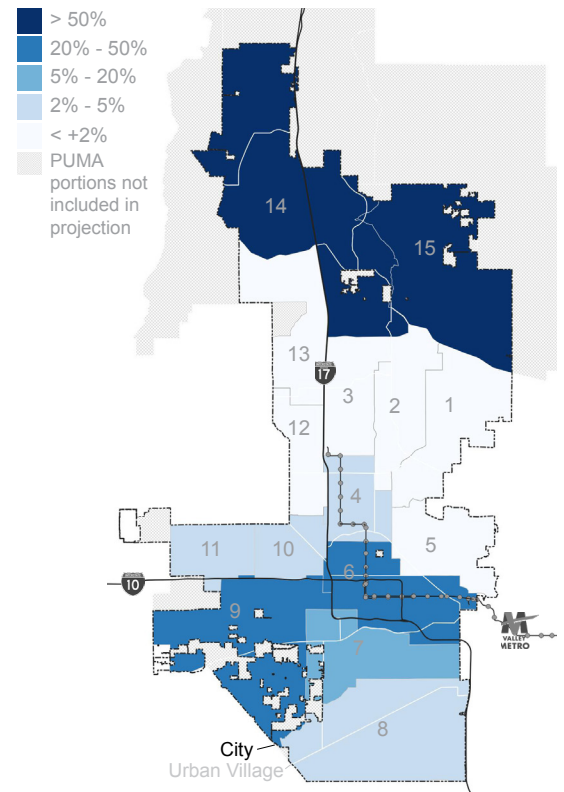 > 50%
20% - 50%
5% - 20%
2% - 5%
< +2%
PUMA
portions not
included in
projection
14
15
13
17
3
2
1
12
4
11
10
5
6
10
9
7
8
VALLEY
METRO
City
Urban Village